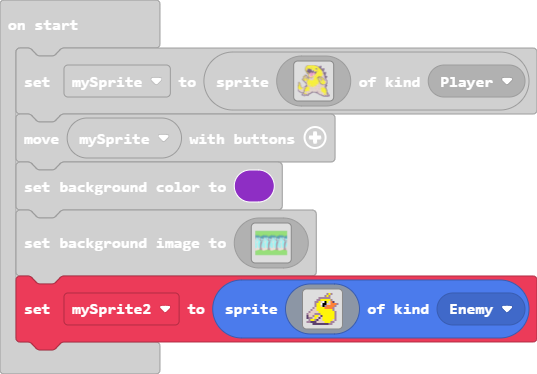 on start
set mySprite to sprite of kind Player
move mySprite with buttons
set background color to
set background image to
set mySprite2 to sprite of kind Enemy